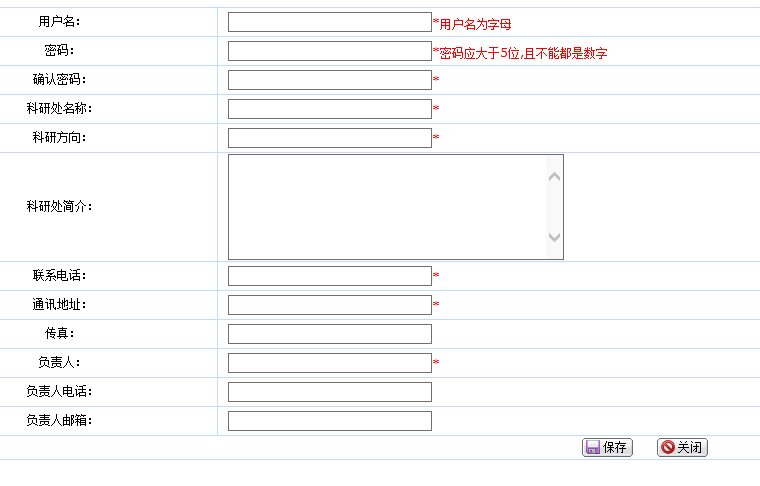 用户名: *用户名为字母
密码: *密码应大于5位,且不能都是数字
确认密码: *
科研处名称: *
科研方向: *
科研处简介:
联系电话: *
通讯地址: *
传真:
负责人: *
负责人电话:
负责人邮箱:
保存 关闭